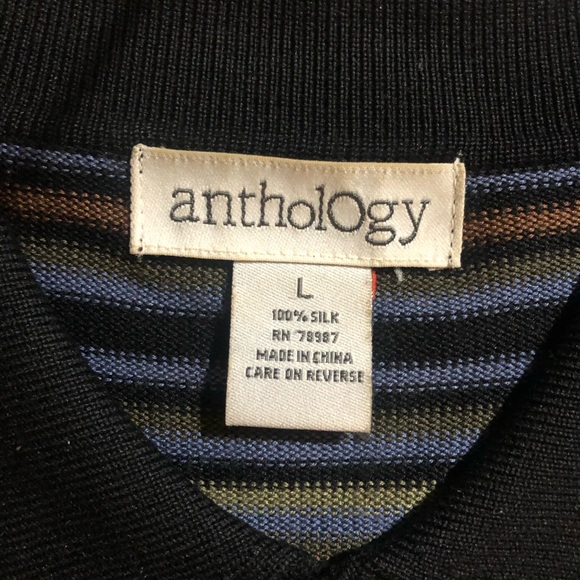 anthology
L
100% SILK
RN 78987
MADE IN CHINA
CARE ON REVERSE